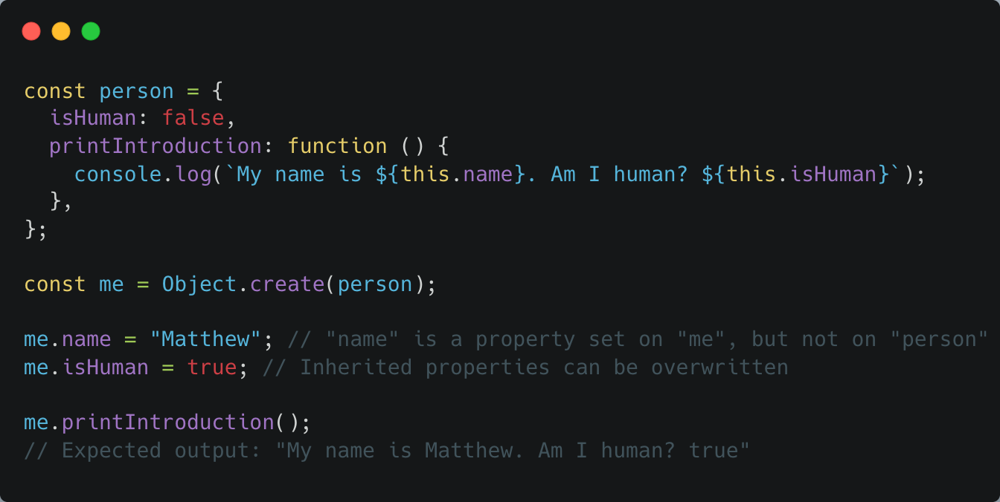 const person = {
  isHuman: false,
  printIntroduction: function () {
    console.log(`My name is ${this.name}. Am I human? ${this.isHuman}`);
  },
};

const me = Object.create(person);

me.name = "Matthew"; // "name" is a property set on "me", but not on "person"
me.isHuman = true; // Inherited properties can be overwritten

me.printIntroduction();
// Expected output: "My name is Matthew. Am I human? true"